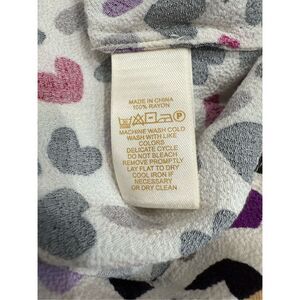 MADE IN CHINA
100% RAYON
P
MACHINE WASH COLD
WASH WITH LIKE
COLORS
DELICATE CYCLE
DO NOT BLEACH
REMOVE PROMPTLY
LAY FLAT TO DRY
COOL IRON IF
NECESSARY
OR DRY CLEAN